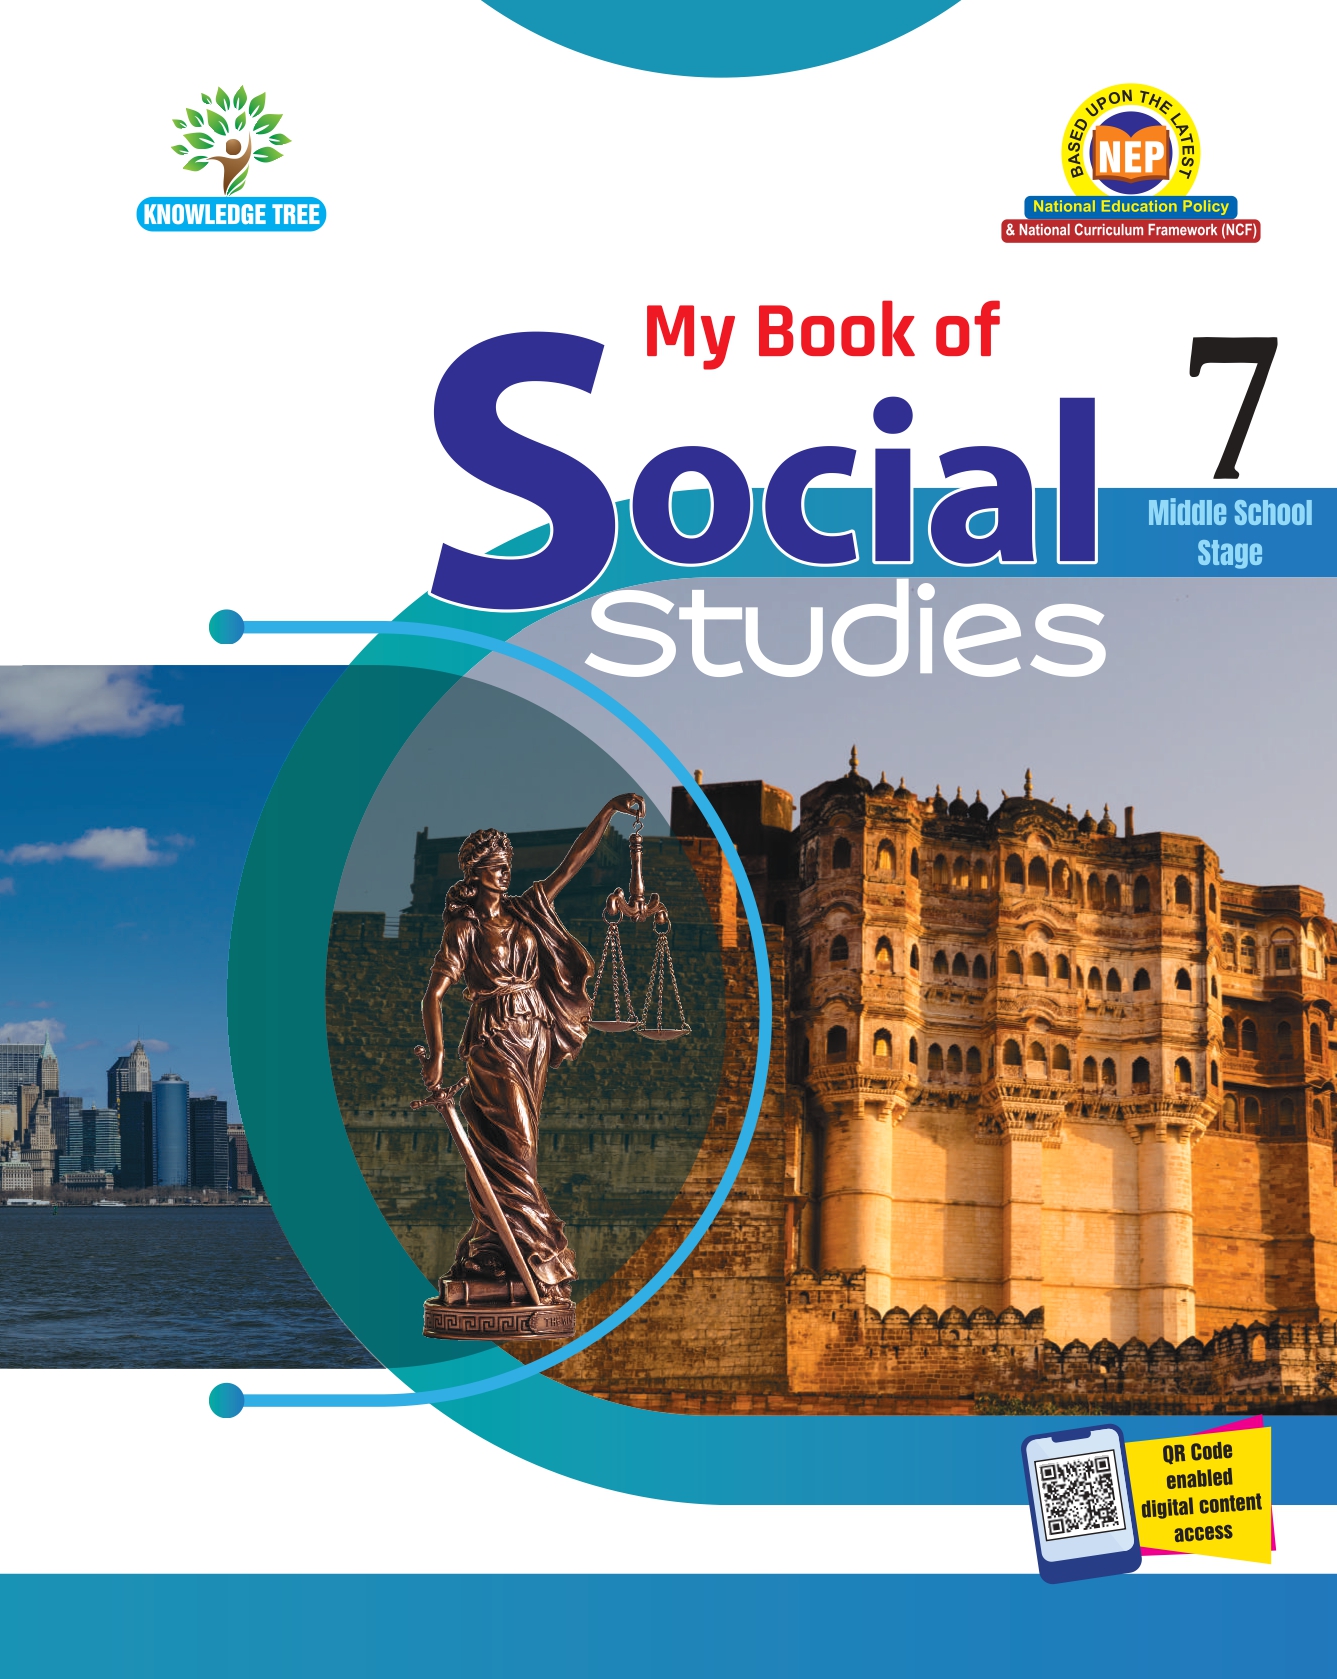 KNOWLEDGE TREE
BASED UPON THE LATEST
NEP
National Education Policy
& National Curriculum Framework (NCF)
My Book of
Social
Studies
7
Middle School
Stage
QR Code
enabled
digital content
access